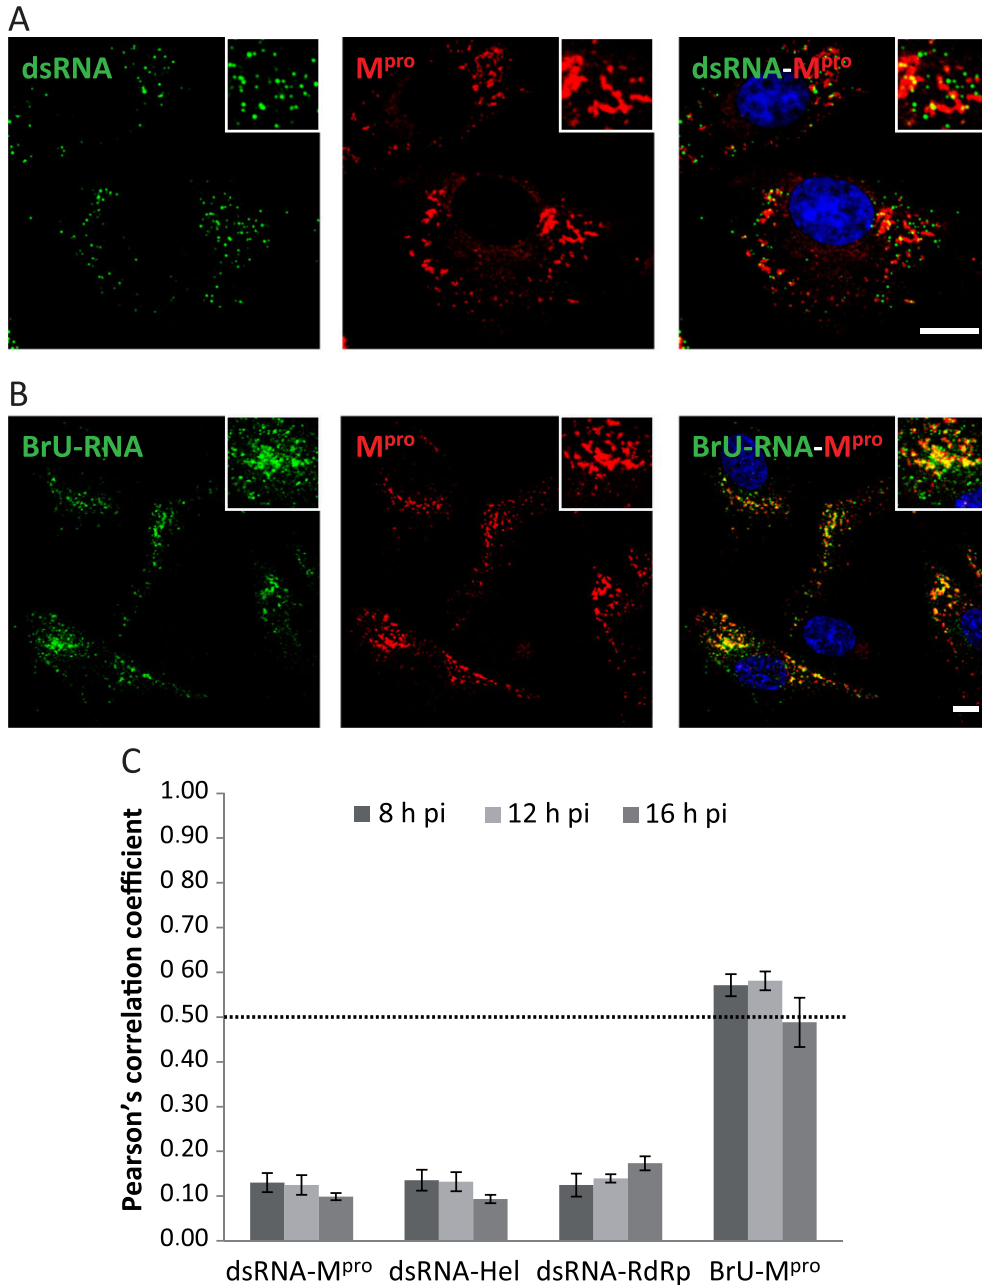 A
dsRNA
Mpro
dsRNA-Mpro
B
BrU-RNA
Mpro
BrU-RNA-Mpro
C
Pearson's correlation coefficient
1.00
0 90
0 80
0.70
0 60
0.50
0 40
0.30
0 20
0.10
0.00
8 h pi
12 h pi
16 h pi
dsRNA-Mpro
dsRNA-Hel
dsRNA-RdRp
BrU-Mpro